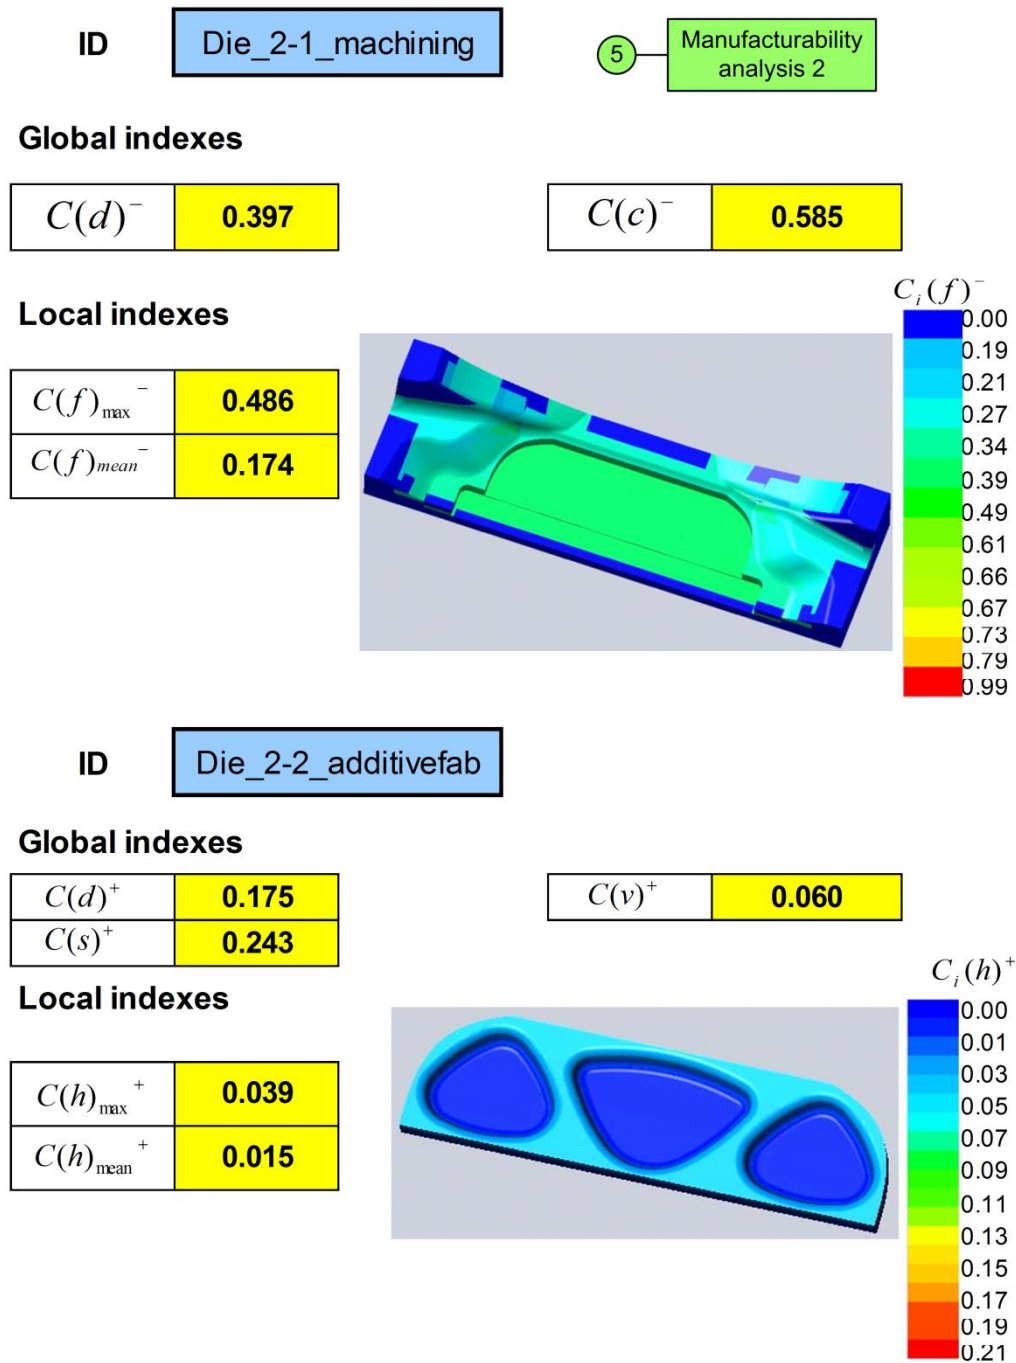 ID
Die_2-1_machining
5
Manufacturability
analysis 2
Global indexes
C(d)⁻ 0.397
C(c)⁻ 0.585
Local indexes
C(f)max⁻ 0.486
C(f)mean⁻ 0.174
Cᵢ(f)⁻
0.00
0.19
0.21
0.27
0.34
0.39
0.49
0.61
0.66
0.67
0.73
0.79
0.99
ID
Die_2-2_additivefab
Global indexes
C(d)⁺ 0.175
C(s)⁺ 0.243
C(v)⁺ 0.060
Local indexes
C(h)max⁺ 0.039
C(h)mean⁺ 0.015
Cᵢ(h)⁺
0.00
0.01
0.03
0.05
0.07
0.09
0.11
0.13
0.15
0.17
0.19
0.21